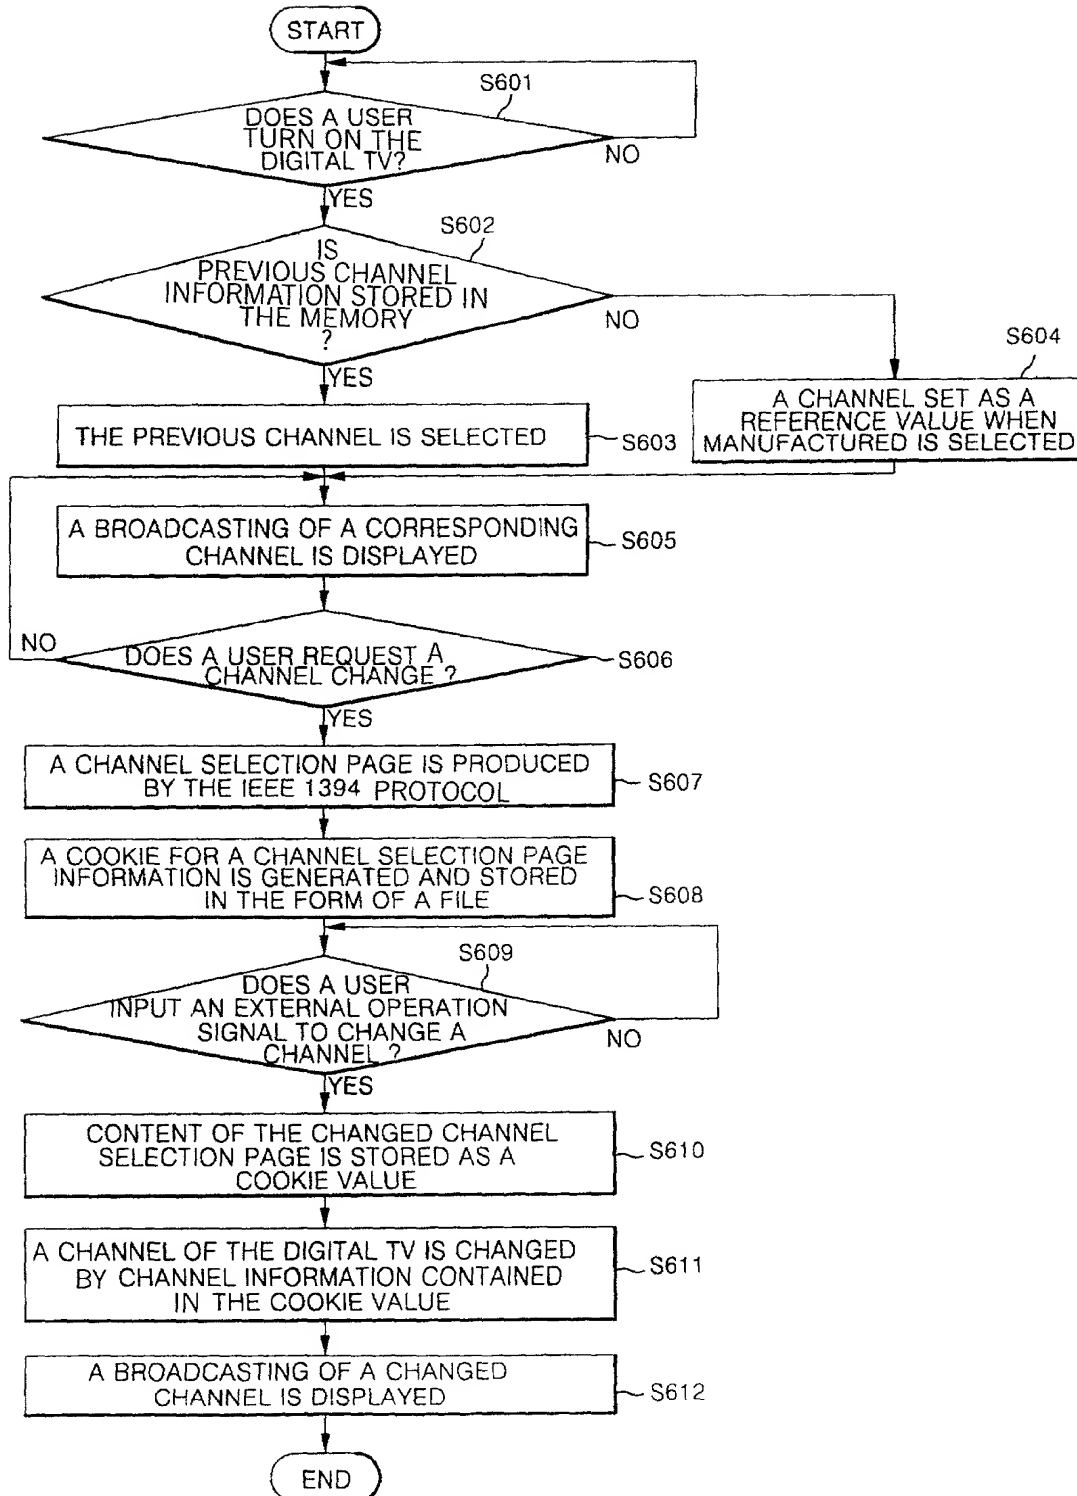 START
S601
DOES A USER
TURN ON THE
DIGITAL TV?
NO
YES
S602
IS
PREVIOUS CHANNEL
INFORMATION STORED IN
THE MEMORY
?
NO
YES
S604
A CHANNEL SET AS A
REFERENCE VALUE WHEN
MANUFACTURED IS SELECTED
THE PREVIOUS CHANNEL IS SELECTED
S603
A BROADCASTING OF A CORRESPONDING
CHANNEL IS DISPLAYED
S605
NO
DOES A USER REQUEST A
CHANNEL CHANGE ?
S606
YES
A CHANNEL SELECTION PAGE IS PRODUCED
BY THE IEEE 1394 PROTOCOL
S607
A COOKIE FOR A CHANNEL SELECTION PAGE
INFORMATION IS GENERATED AND STORED
IN THE FORM OF A FILE
S608
S609
DOES A USER
INPUT AN EXTERNAL OPERATION
SIGNAL TO CHANGE A
CHANNEL ?
NO
YES
CONTENT OF THE CHANGED CHANNEL
SELECTION PAGE IS STORED AS A
COOKIE VALUE
S610
A CHANNEL OF THE DIGITAL TV IS CHANGED
BY CHANNEL INFORMATION CONTAINED
IN THE COOKIE VALUE
S611
A BROADCASTING OF A CHANGED
CHANNEL IS DISPLAYED
S612
END